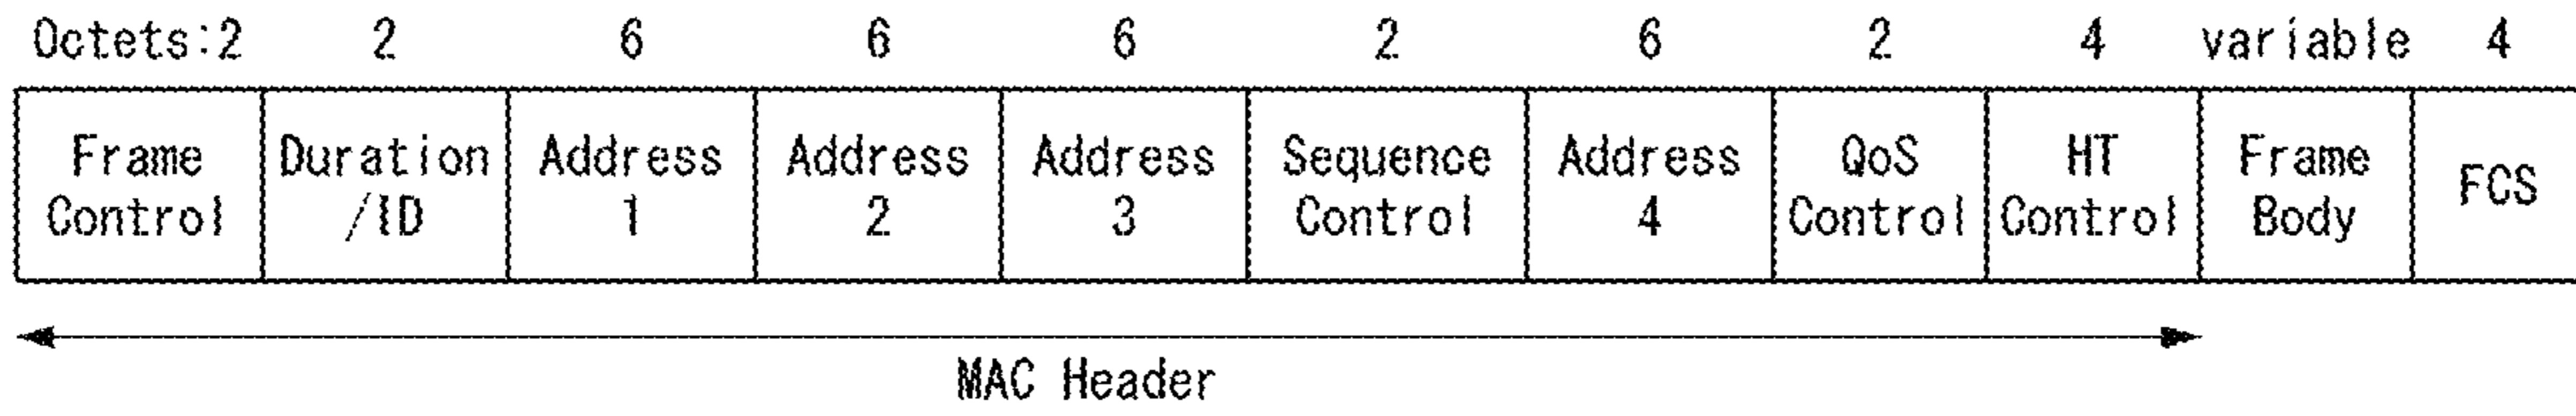 Octets:2 2 6 6 6 2 6 2 4 variable 4
Frame Control Duration /ID Address 1 Address 2 Address 3 Sequence Control Address 4 QoS Control HT Control Frame Body FCS
MAC Header